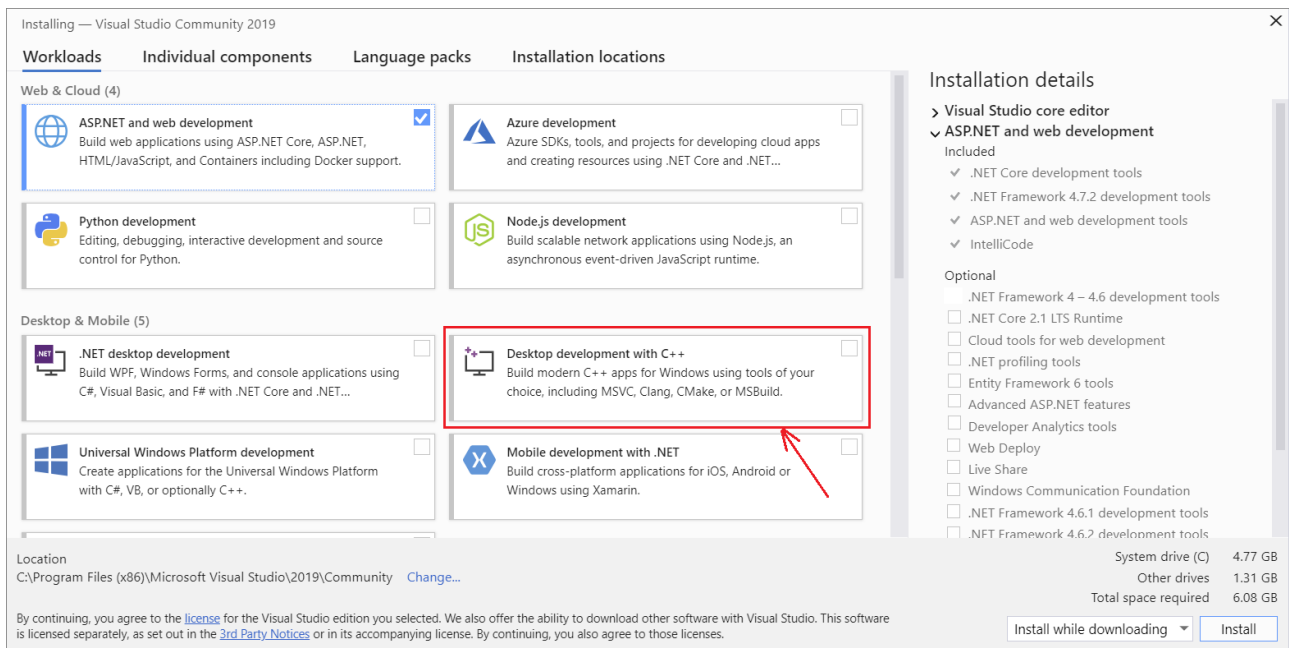 Installing — Visual Studio Community 2019
Workloads
Individual components
Language packs
Installation locations
Web & Cloud (4)
ASP.NET and web development
Build web applications using ASP.NET Core, ASP.NET,
HTML/JavaScript, and Containers including Docker support.
Azure development
Azure SDKs, tools, and projects for developing cloud apps
and creating resources using .NET Core and .NET...
Python development
Editing, debugging, interactive development and source
control for Python.
Node.js development
Build scalable network applications using Node.js, an
asynchronous event-driven JavaScript runtime.
Desktop & Mobile (5)
.NET
.NET desktop development
Build WPF, Windows Forms, and console applications using
C#, Visual Basic, and F# with .NET Core and .NET...
Desktop development with C++
Build modern C++ apps for Windows using tools of your
choice, including MSVC, Clang, CMake, or MSBuild.
Universal Windows Platform development
Create applications for the Universal Windows Platform
with C#, VB, or optionally C++.
Mobile development with .NET
Build cross-platform applications for iOS, Android or
Windows using Xamarin.
Installation details
Visual Studio core editor
ASP.NET and web development
Included
.NET Core development tools
.NET Framework 4.7.2 development tools
ASP.NET and web development tools
IntelliCode
Optional
.NET Framework 4 – 4.6 development tools
.NET Core 2.1 LTS Runtime
Cloud tools for web development
.NET profiling tools
Entity Framework 6 tools
Advanced ASP.NET features
Developer Analytics tools
Web Deploy
Live Share
Windows Communication Foundation
.NET Framework 4.6.1 development tools
.NET Framework 4.6.2 development tools
Location
C:\Program Files (x86)\Microsoft Visual Studio\2019\Community Change...
System drive (C) 4.77 GB
Other drives 1.31 GB
Total space required 6.08 GB
By continuing, you agree to the license for the Visual Studio edition you selected. We also offer the ability to download other software with Visual Studio. This software
is licensed separately, as set out in the 3rd Party Notices or in its accompanying license. By continuing, you also agree to those licenses.
Install while downloading
Install